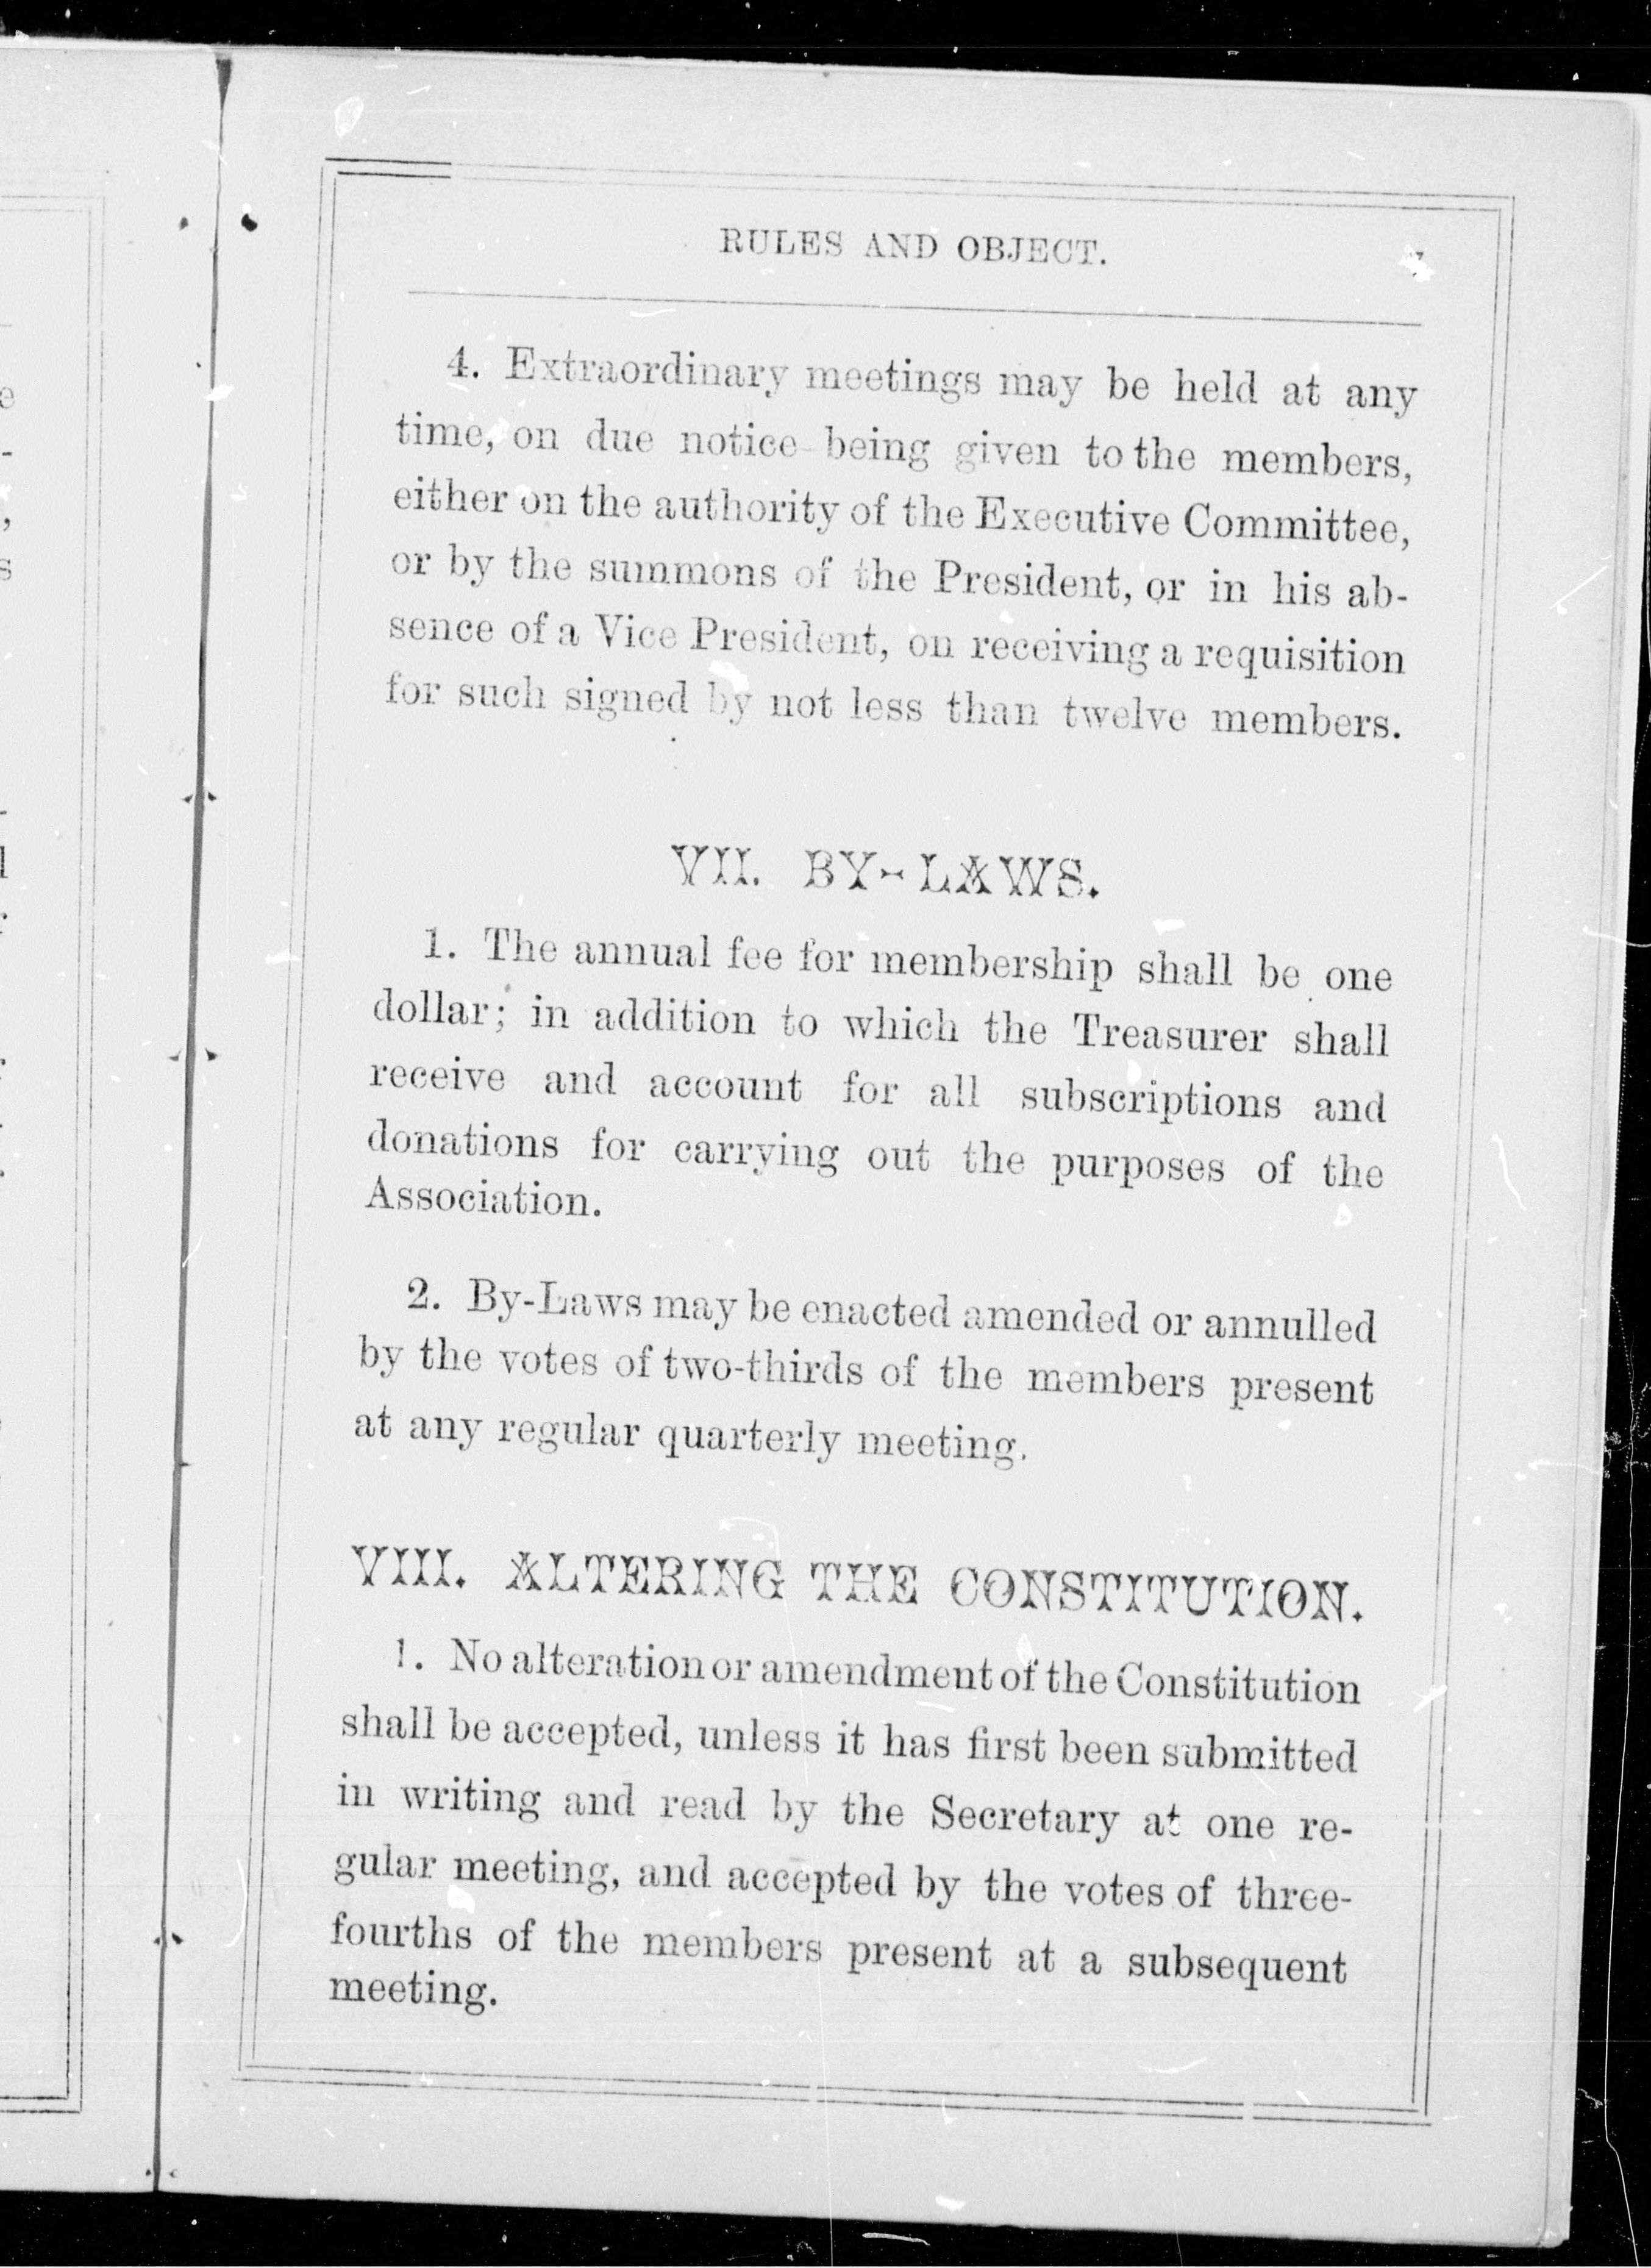 RULES AND OBJECT. 7
4. Extraordinary meetings may be held at any
time, on due notice being given to the members,
either on the authority of the Executive Committee,
or by the summons of the President, or in his ab-
sence of a Vice President, on receiving a requisition
for such signed by not less than twelve members.
VII. BY-LAWS.
1. The annual fee for membership shall be one
dollar; in addition to which the Treasurer shall
receive and account for all subscriptions and
donations for carrying out the purposes of the
Association.
2. By-Laws may be enacted amended or annulled
by the votes of two-thirds of the members present
at any regular quarterly meeting.
VIII. ALTERING THE CONSTITUTION.
1. No alteration or amendment of the Constitution
shall be accepted, unless it has first been submitted
in writing and read by the Secretary at one re-
gular meeting, and accepted by the votes of three-
fourths of the members present at a subsequent
meeting.